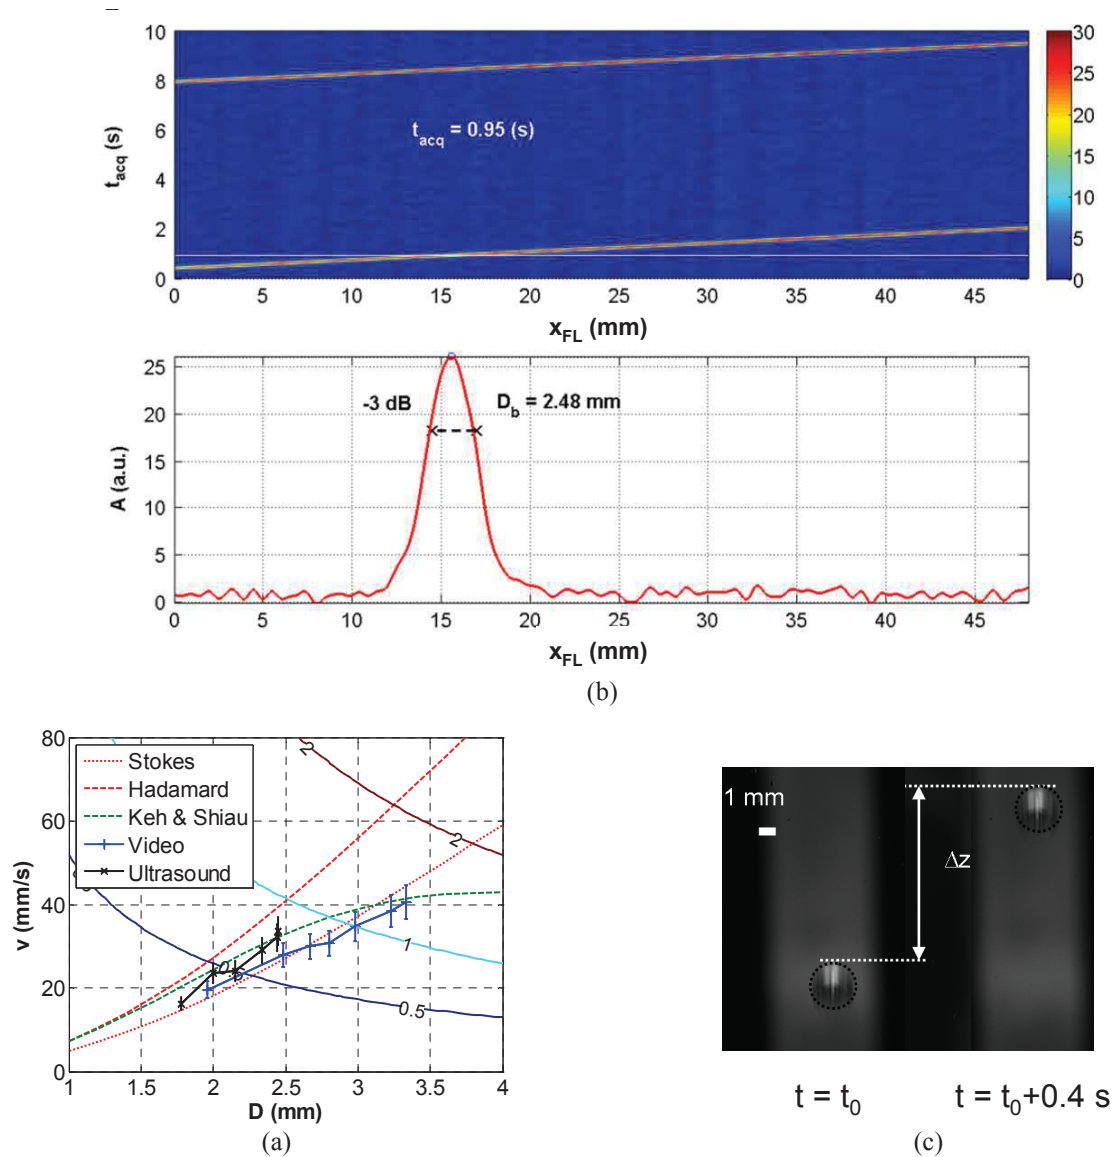 10
8
6
4
2
0
t_acq (s)
t_acq = 0.95 (s)
0 5 10 15 20 25 30 35 40 45
x_FL (mm)
30
25
20
15
10
5
0
25
20
15
10
5
0
A (a.u.)
-3 dB
D_b = 2.48 mm
0 5 10 15 20 25 30 35 40 45
x_FL (mm)
(b)
80
60
40
20
0
v (mm/s)
Stokes
Hadamard
Keh & Shiau
Video
Ultrasound
2
2
1
0.5
1 1.5 2 2.5 3 3.5 4
D (mm)
(a)
1 mm
Δz
t = t_0
t = t_0+0.4 s
(c)